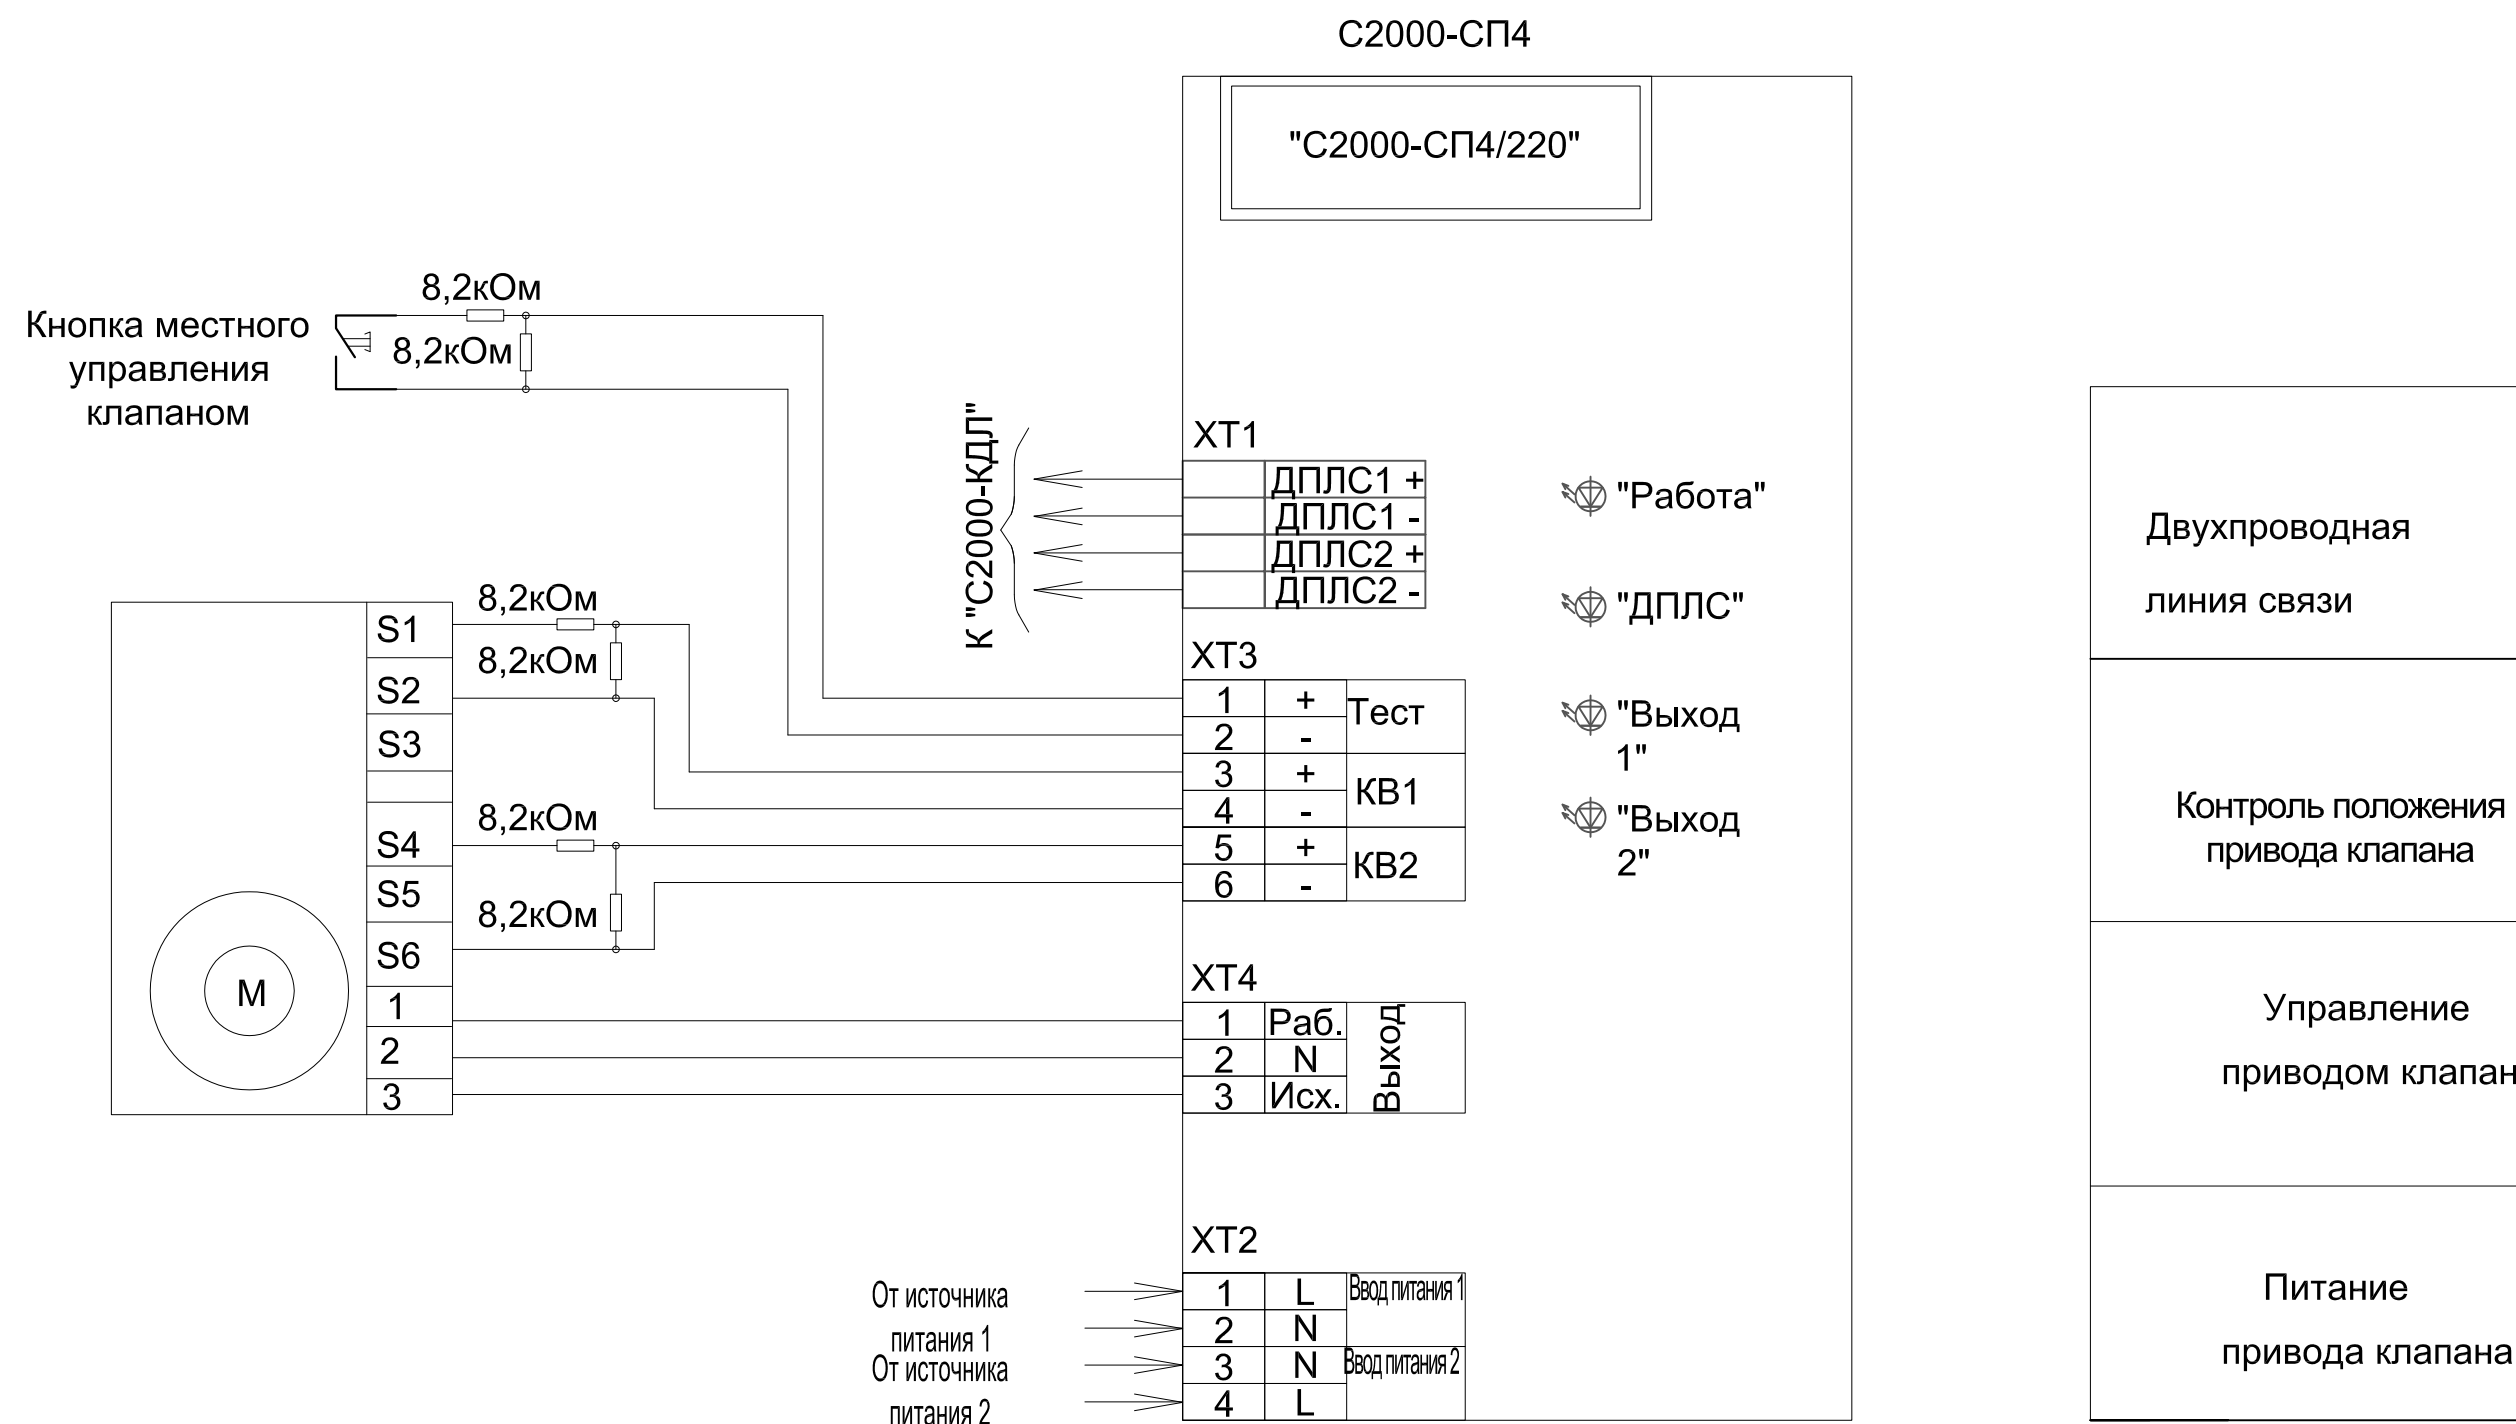 С2000-СП4
"С2000-СП4/220"
8,2кОм
Кнопка местного
управления
клапаном
8,2кОм
К "С2000-КДЛ"
XT1
ДПЛС1 +
ДПЛС1 -
ДПЛС2 +
ДПЛС2 -
"Работа"
"ДПЛС"
"Выход
1"
"Выход
2"
S1
S2
S3
S4
S5
S6
1
2
3
М
8,2кОм
8,2кОм
8,2кОм
8,2кОм
XT3
1 + Тест
2 -
3 + КВ1
4 -
5 + КВ2
6 -
XT4
1 Раб.
2 N
3 Исх.
Выход
XT2
1 L Ввод питания 1
2 N
3 N Ввод питания 2
4 L
От источника
питания 1
От источника
питания 2
Двухпроводная
линия связи
Контроль положения
привода клапана
Управление
приводом клапан
Питание
привода клапана